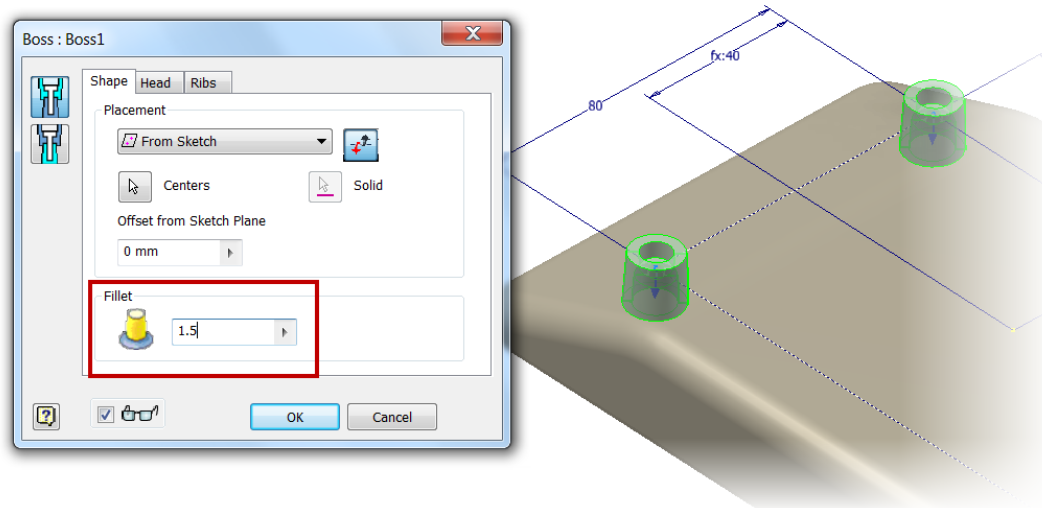 Boss : Boss1
Shape Head Ribs
Placement
From Sketch
Centers Solid
Offset from Sketch Plane
0 mm
Fillet
1.5
OK Cancel
fx:40
80